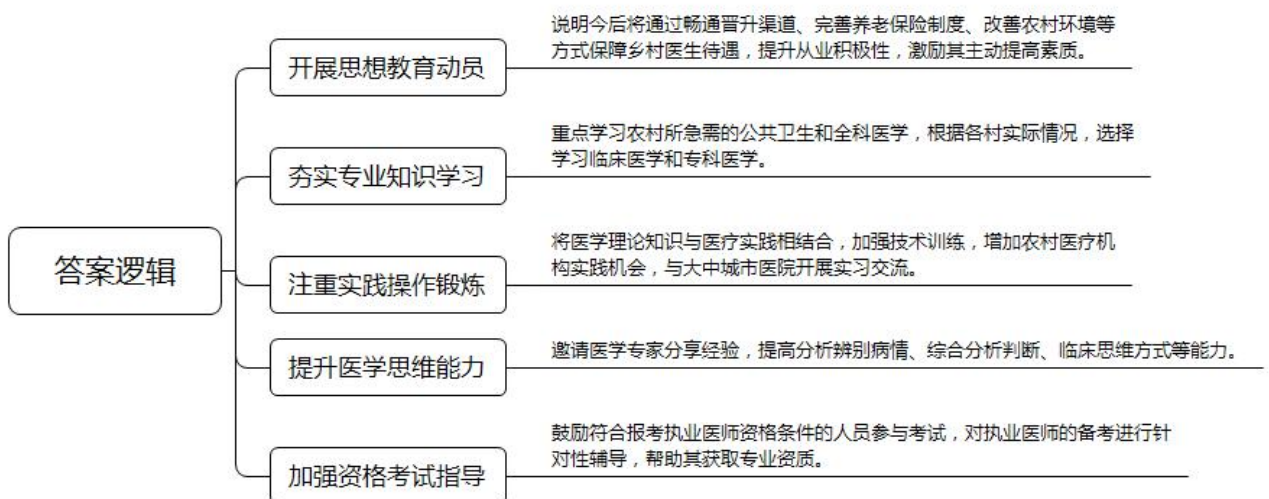 答案逻辑
开展思想教育动员
说明今后将通过畅通晋升渠道、完善养老保险制度、改善农村环境等
方式保障乡村医生待遇，提升从业积极性，激励其主动提高素质。
夯实专业知识学习
重点学习农村所急需的公共卫生和全科医学，根据各村实际情况，选择
学习临床医学和专科医学。
注重实践操作锻炼
将医学理论知识与医疗实践相结合，加强技术训练，增加农村医疗机
构实践机会，与大中城市医院开展实习交流。
提升医学思维能力
邀请医学专家分享经验，提高分析辨别病情、综合分析判断、临床思维方式等能力。
加强资格考试指导
鼓励符合报考执业医师资格条件的人员参与考试，对执业医师的备考进行针
对性辅导，帮助其获取专业资质。